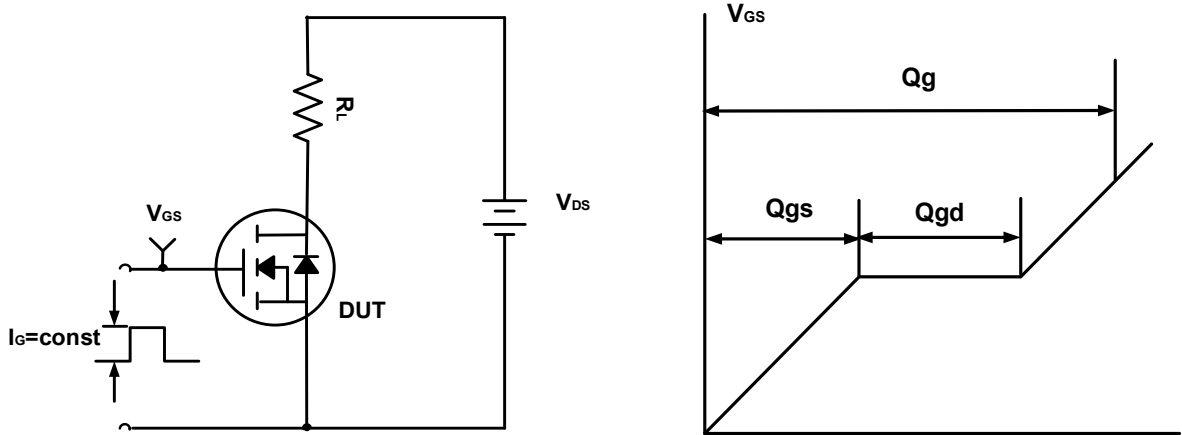 RL
VDS
VGS
DUT
IG=const
VGS
Qg
Qgs
Qgd